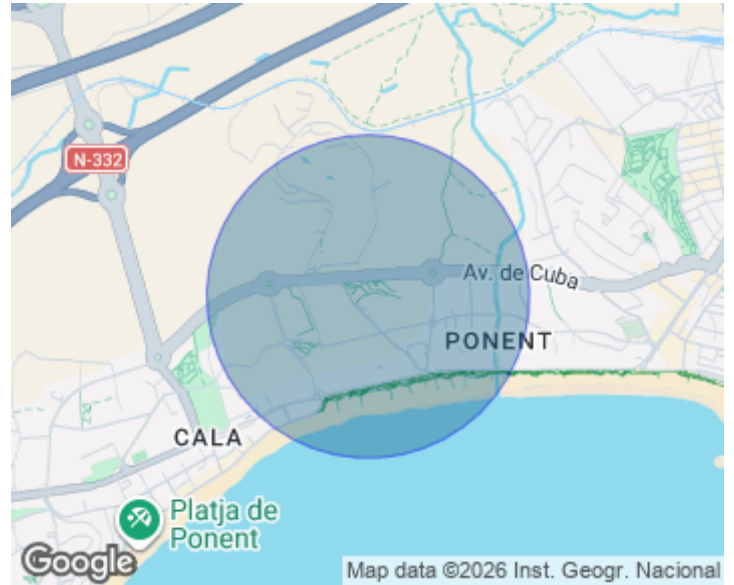 N-332
Av. de Cuba
PONENT
CALA
Platja de
Ponent
Google
Map data ©2026 Inst. Geogr. Nacional